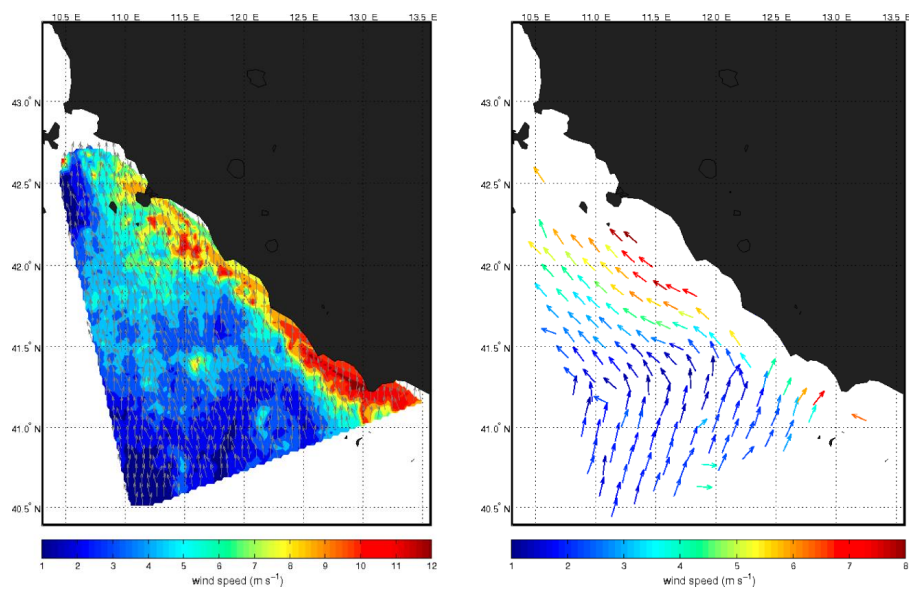 10.5 E 11.0 E 11.5 E 12.0 E 12.5 E 13.0 E 13.5 E
43.0° N
42.5° N
42.0° N
41.5° N
41.0° N
40.5° N
1 2 3 4 5 6 7 8 9 10 11 12
wind speed (m s⁻¹)
10.5 E 11.0 E 11.5 E 12.0 E 12.5 E 13.0 E 13.5 E
43.0° N
42.5° N
42.0° N
41.5° N
41.0° N
40.5° N
1 2 3 4 5 6 7 8
wind speed (m s⁻¹)